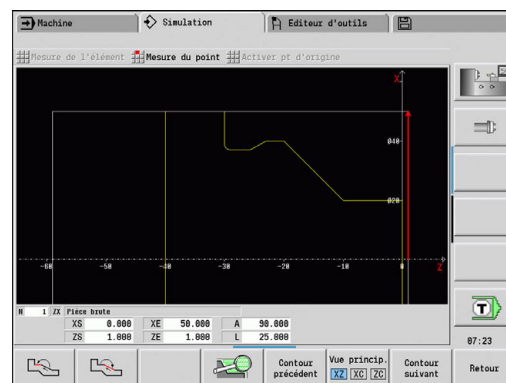 Machine
Simulation
Editeur d'outils
Mesure de l'élément
Mesure du point
Activer pt d'origine
X
Ø40
Ø20
-60 -50 -40 -30 -20 -10 0 Z
N 1 ZX Pièce brute
XS 0.000 XE 50.000 A 90.000
ZS 1.000 ZE 1.000 L 25.000
T
07:23
Contour précédent
Vue princip.
XZ XC ZC
Contour suivant
Retour